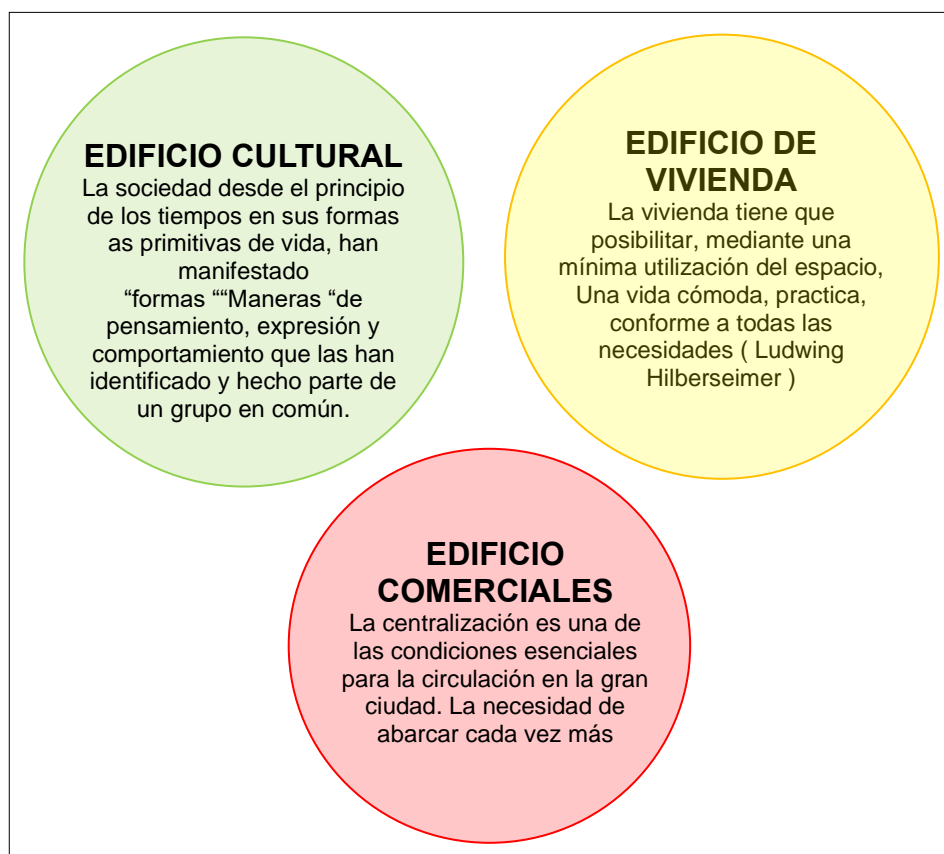 EDIFICIO CULTURAL
La sociedad desde el principio
de los tiempos en sus formas
as primitivas de vida, han
manifestado
“formas ““Maneras “de
pensamiento, expresión y
comportamiento que las han
identificado y hecho parte de
un grupo en común.
EDIFICIO DE
VIVIENDA
La vivienda tiene que
posibilitar, mediante una
mínima utilización del espacio,
Una vida cómoda, practica,
conforme a todas las
necesidades ( Ludwing
Hilberseimer )
EDIFICIO
COMERCIALES
La centralización es una de
las condiciones esenciales
para la circulación en la gran
ciudad. La necesidad de
abarcar cada vez más